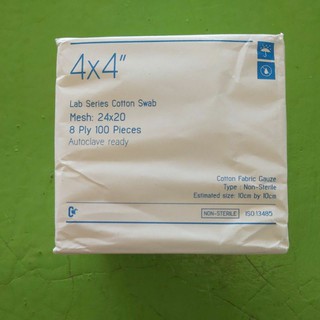 4x4"
Lab Series Cotton Swab
Mesh: 24x20
8 Ply 100 Pieces
Autoclave ready
Cotton Fabric Gauze
Type : Non-Sterile
Estimated size: 10cm by 10cm
NON-STERILE ISO:13485